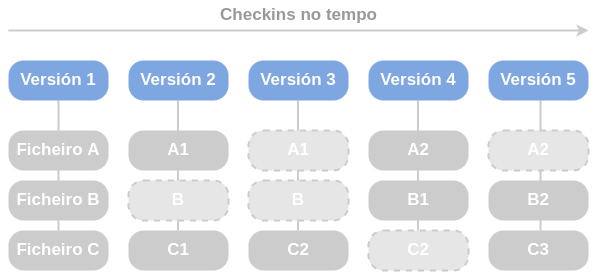 Checkins no tempo
Versión 1 Versión 2 Versión 3 Versión 4 Versión 5
Ficheiro A A1 A1 A2 A2
Ficheiro B B B B1 B2
Ficheiro C C1 C2 C2 C3